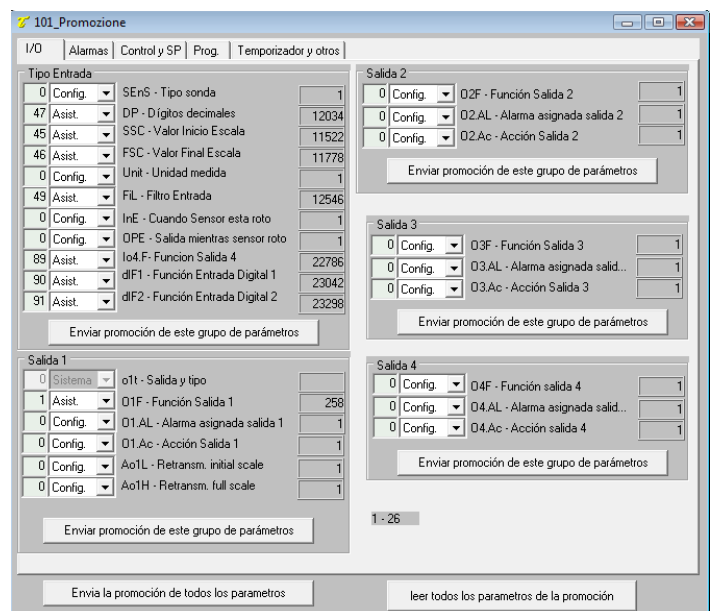 101_Promozione
I/O Alarmas Control y SP Prog. Temporizador y otros
Tipo Entrada
0 Config. SEnS - Tipo sonda 1
47 Asist. DP - Dígitos decimales 12034
45 Asist. SSC - Valor Inicio Escala 11522
46 Asist. FSC - Valor Final Escala 11778
0 Config. Unit - Unidad medida 1
49 Asist. FiL - Filtro Entrada 12546
0 Config. InE - Cuando Sensor esta roto 1
0 Config. OPE - Salida mientras sensor roto 1
89 Asist. Io4.F- Funcion Salida 4 22786
90 Asist. dIF1 - Función Entrada Digital 1 23042
91 Asist. dIF2 - Función Entrada Digital 2 23298
Enviar promoción de este grupo de parámetros
Salida 1
0 Sistema o1t - Salida y tipo
1 Asist. O1F - Función Salida 1 258
0 Config. O1.AL - Alarma asignada salida 1 1
0 Config. O1.Ac - Acción Salida 1 1
0 Config. Ao1L - Retransm. initial scale 1
0 Config. Ao1H - Retransm. full scale 1
Enviar promoción de este grupo de parámetros
Salida 2
0 Config. O2F - Función Salida 2 1
0 Config. O2.AL - Alarma asignada salida 2 1
0 Config. O2.Ac - Acción Salida 2 1
Enviar promoción de este grupo de parámetros
Salida 3
0 Config. O3F - Función Salida 3 1
0 Config. O3.AL - Alarma asignada salid... 1
0 Config. O3.Ac - Acción Salida 3 1
Enviar promoción de este grupo de parámetros
Salida 4
0 Config. O4F - Función salida 4 1
0 Config. O4.AL - Alarma asignada salid... 1
0 Config. O4.Ac - Acción salida 4 1
Enviar promoción de este grupo de parámetros
1 - 26
Envia la promoción de todos los parametros
leer todos los parametros de la promoción